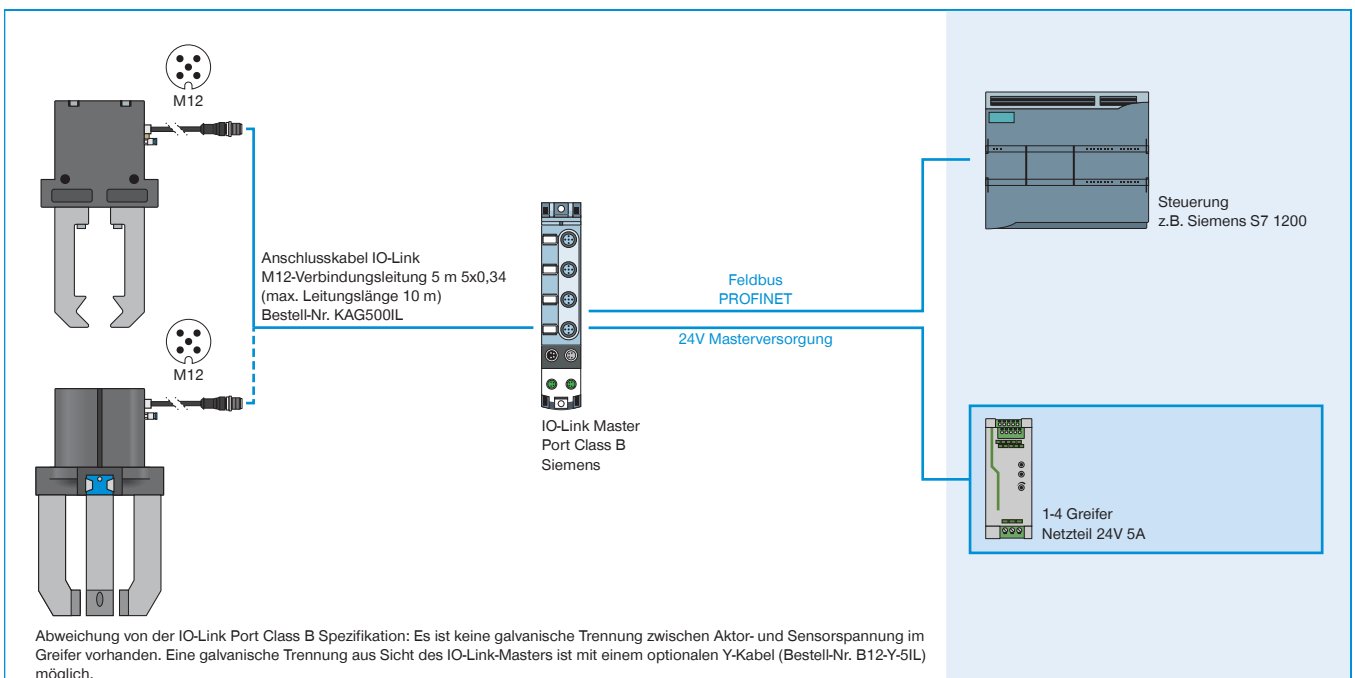 M12
Anschlusskabel IO-Link
M12-Verbindungsleitung 5 m 5x0,34
(max. Leitungslänge 10 m)
Bestell-Nr. KAG500IL
M12
IO-Link Master
Port Class B
Siemens
Feldbus
PROFINET
24V Masterversorgung
Steuerung
z.B. Siemens S7 1200
1-4 Greifer
Netzteil 24V 5A
Abweichung von der IO-Link Port Class B Spezifikation: Es ist keine galvanische Trennung zwischen Aktor- und Sensorspannung im
Greifer vorhanden. Eine galvanische Trennung aus Sicht des IO-Link-Masters ist mit einem optionalen Y-Kabel (Bestell-Nr. B12-Y-5IL)
möglich.